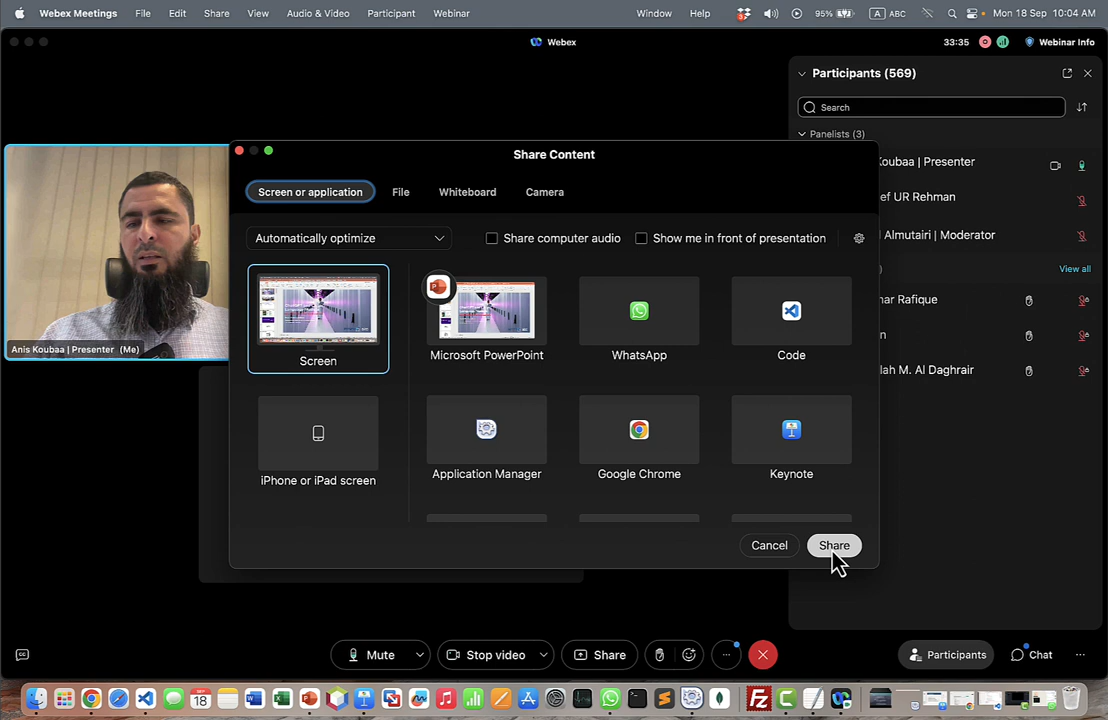 Webex Meetings File Edit Share View Audio & Video Participant Webinar Window Help 95% A ABC Mon 18 Sep 10:04 AM
Webex
33:35 Webinar Info
Participants (569)
Search
Panelists (3)
Koubaa | Presenter
ef UR Rehman
l Almutairi | Moderator
) View all
nar Rafique
n
lah M. Al Daghrair
Anis Koubaa | Presenter (Me)
Share Content
Screen or application File Whiteboard Camera
Automatically optimize Share computer audio Show me in front of presentation
Screen Microsoft PowerPoint WhatsApp Code
iPhone or iPad screen Application Manager Google Chrome Keynote
Cancel Share
Mute Stop video Share Participants Chat
SEP
18